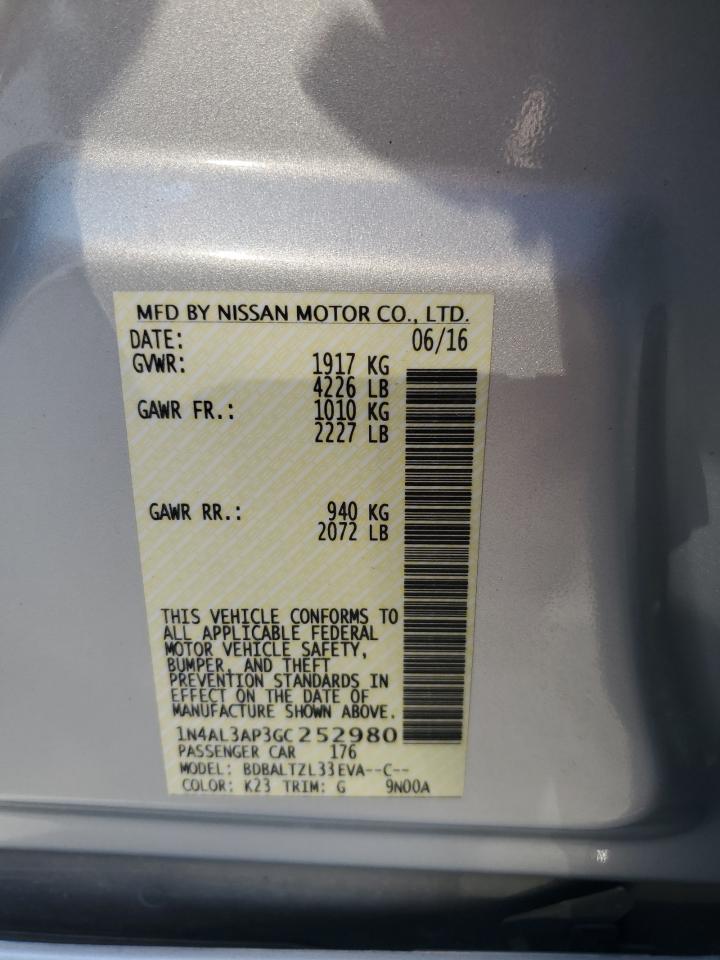 MFD BY NISSAN MOTOR CO., LTD.
DATE: 06/16
GVWR: 1917 KG
4226 LB
GAWR FR.: 1010 KG
2227 LB
GAWR RR.: 940 KG
2072 LB
THIS VEHICLE CONFORMS TO
ALL APPLICABLE FEDERAL
MOTOR VEHICLE SAFETY,
BUMPER, AND THEFT
PREVENTION STANDARDS IN
EFFECT ON THE DATE OF
MANUFACTURE SHOWN ABOVE.
1N4AL3AP3GC252980
PASSENGER CAR 176
MODEL: BDBALTZL33EVA--C--
COLOR: K23 TRIM: G 9N00A